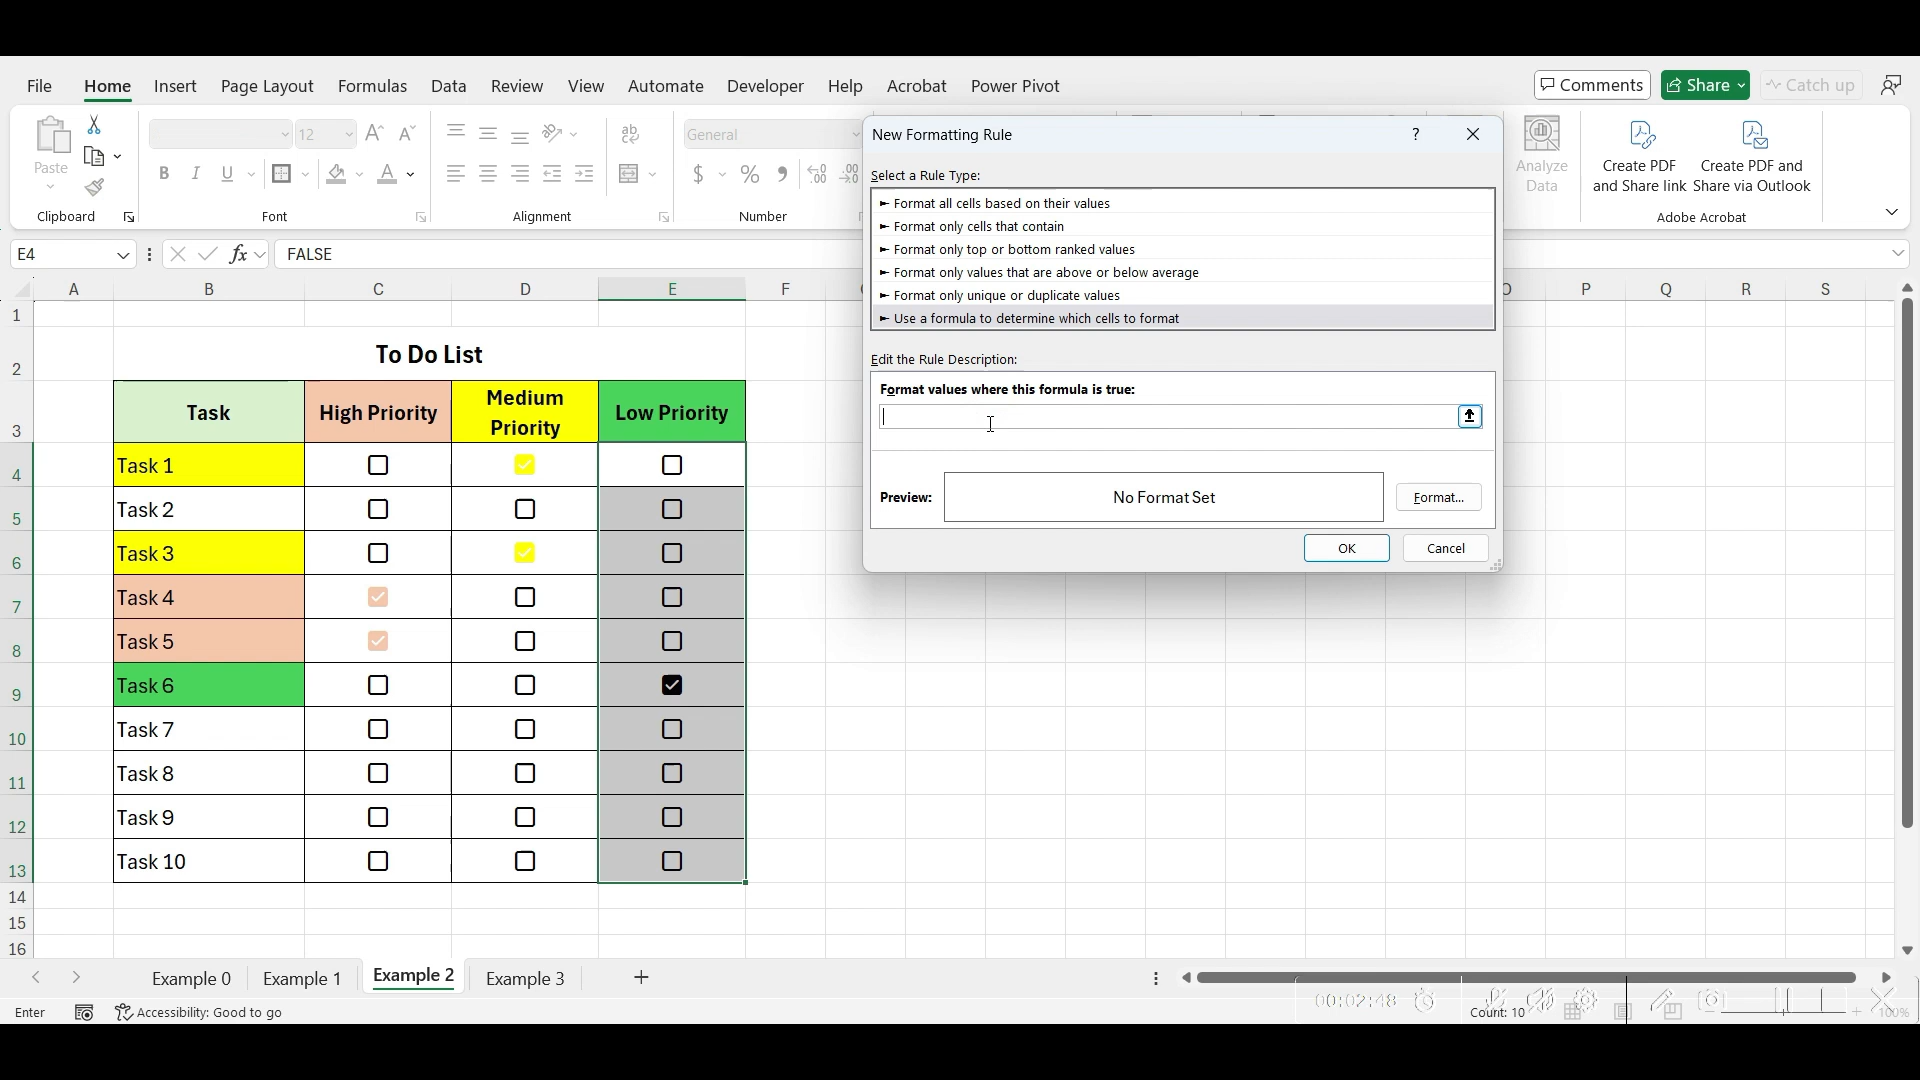 File Home Insert Page Layout Formulas Data Review View Automate Developer Help Acrobat Power Pivot Comments Share Catch up
Paste
12
B I U A
ab
General
$ %
Clipboard Font Alignment Number
New Formatting Rule ?
Select a Rule Type:
► Format all cells based on their values
► Format only cells that contain
► Format only top or bottom ranked values
► Format only values that are above or below average
► Format only unique or duplicate values
► Use a formula to determine which cells to format
Edit the Rule Description:
Format values where this formula is true:
Preview: No Format Set Format...
OK Cancel
Analyze Data
Create PDF and Share link
Create PDF and Share via Outlook
Adobe Acrobat
E4 fx FALSE
A B C D E F P Q R S
1
2 To Do List
3 Task High Priority Medium Priority Low Priority
4 Task 1
5 Task 2
6 Task 3
7 Task 4
8 Task 5
9 Task 6
10 Task 7
11 Task 8
12 Task 9
13 Task 10
14
15
16
Example 0 Example 1 Example 2 Example 3 +
Enter Accessibility: Good to go 00:02:48 Count: 10 100%